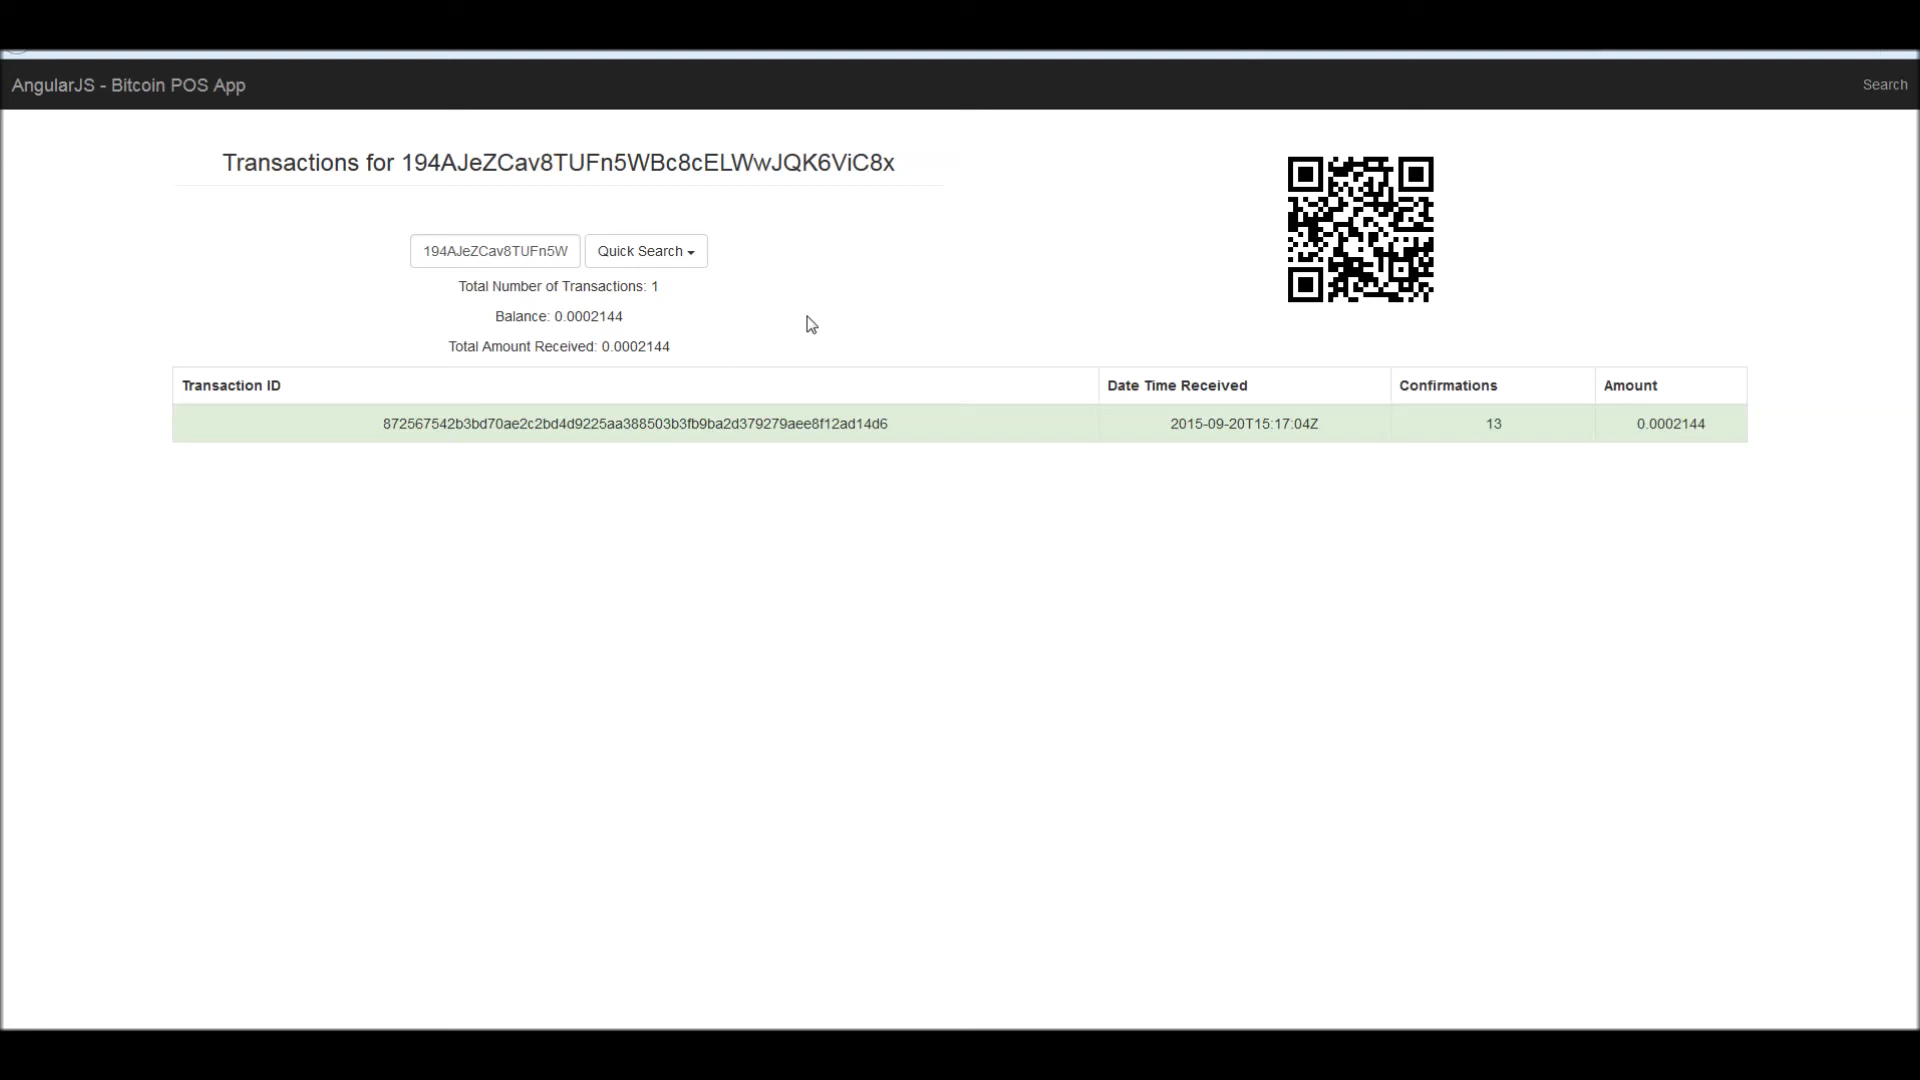 AngularJS - Bitcoin POS App
Search
Transactions for 194AJeZCav8TUFn5WBc8cELWwJQK6ViC8x
194AJeZCav8TUFn5W
Quick Search
Total Number of Transactions: 1
Balance: 0.0002144
Total Amount Received: 0.0002144
Transaction ID Date Time Received Confirmations Amount
872567542b3bd70ae2c2bd4d9225aa388503b3fb9ba2d379279aee8f12ad14d6 2015-09-20T15:17:04Z 13 0.0002144